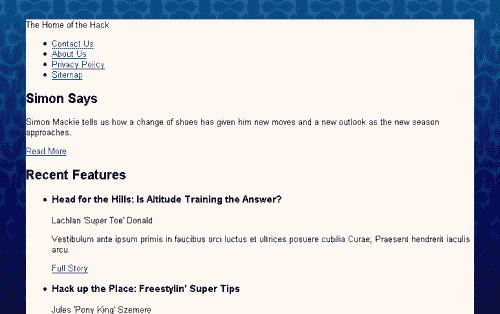 The Home of the Hack
Contact Us
About Us
Privacy Policy
Sitemap
Simon Says
Simon Mackie tells us how a change of shoes has given him new moves and a new outlook as the new season
approaches.
Read More
Recent Features
Head for the Hills: Is Altitude Training the Answer?
Lachlan 'Super Toe' Donald
Vestibulum ante ipsum primis in faucibus orci luctus et ultrices posuere cubilia Curae; Praesent hendrerit iaculis
arcu.
Full Story
Hack up the Place: Freestylin' Super Tips
Jules 'Pony King' Szemere